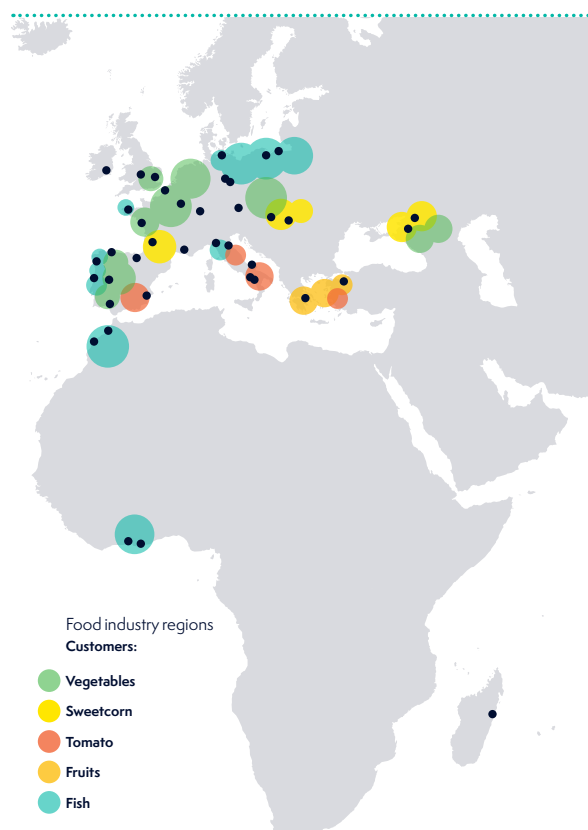 Food industry regions
Customers:
Vegetables
Sweetcorn
Tomato
Fruits
Fish